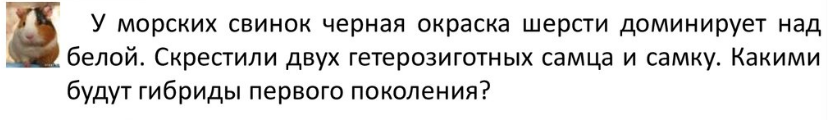 У морских свинок черная окраска шерсти доминирует над
белой. Скрестили двух гетерозиготных самца и самку. Какими
будут гибриды первого поколения?